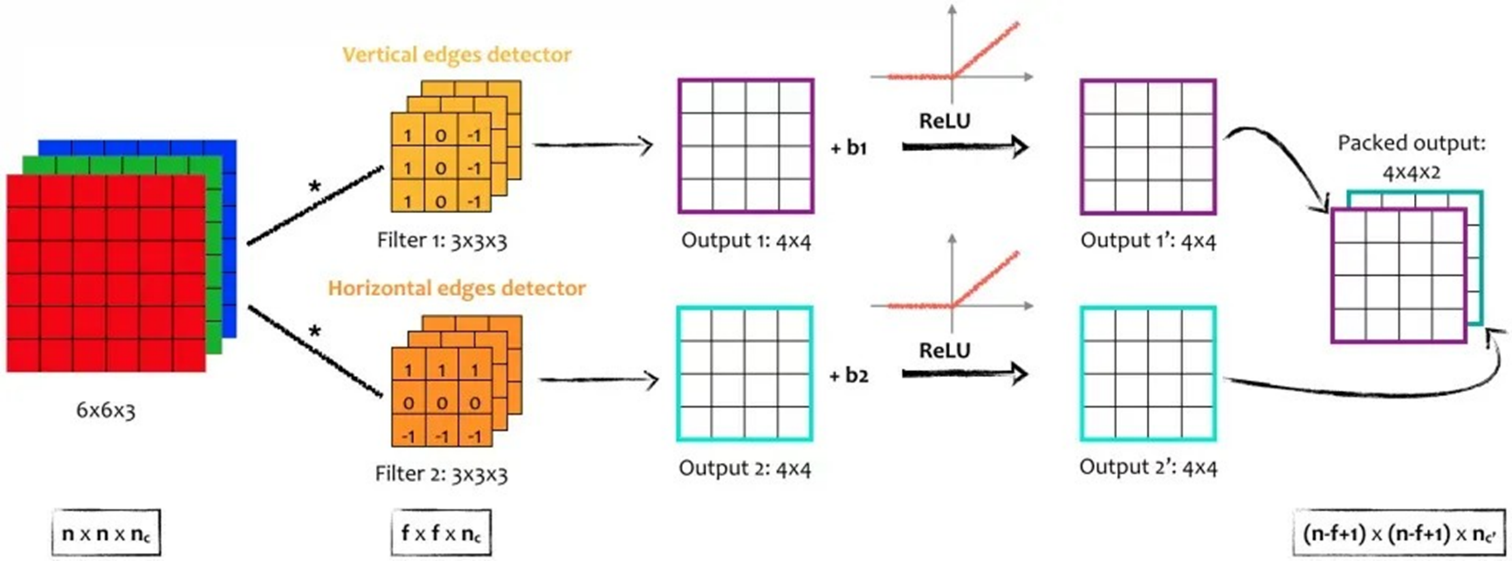 Vertical edges detector
1 0 -1
1 0 -1
1 0 -1
Filter 1: 3x3x3
*
6x6x3
n x n x nc
*
Horizontal edges detector
1 1 1
0 0 0
-1 -1 -1
Filter 2: 3x3x3
f x f x nc
Output 1: 4x4
+ b1
ReLU
Output 1’: 4x4
Output 2: 4x4
+ b2
ReLU
Output 2’: 4x4
Packed output:
4x4x2
(n-f+1) x (n-f+1) x nc’